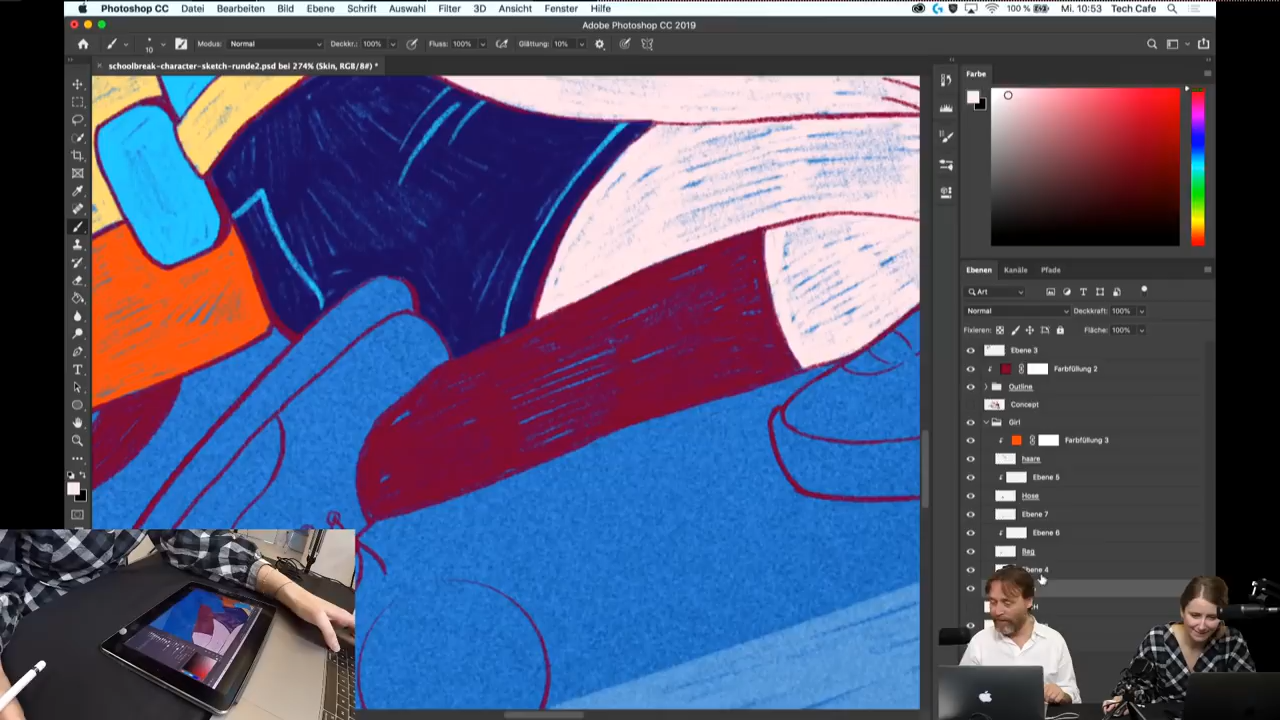 Photoshop CC Datei Bearbeiten Bild Ebene Schrift Auswahl Filter 3D Ansicht Fenster Hilfe 100 % Mi. 10:53 Tech Cafe
Adobe Photoshop CC 2019
10 Modus: Normal Deckkr.: 100% Fluss: 100% Glättung: 10%
schoolbreak-character-sketch-runde2.psd bei 274% (Skin, RGB/8#) *
Farbe
Ebenen Kanäle Pfade
Art
Normal Deckkraft: 100%
Fixieren: Fläche: 100%
Ebene 3
Farbfüllung 2
Outline
Concept
Girl
Farbfüllung 3
haare
Ebene 5
Hose
Ebene 7
Ebene 6
Bag
Ebene 4